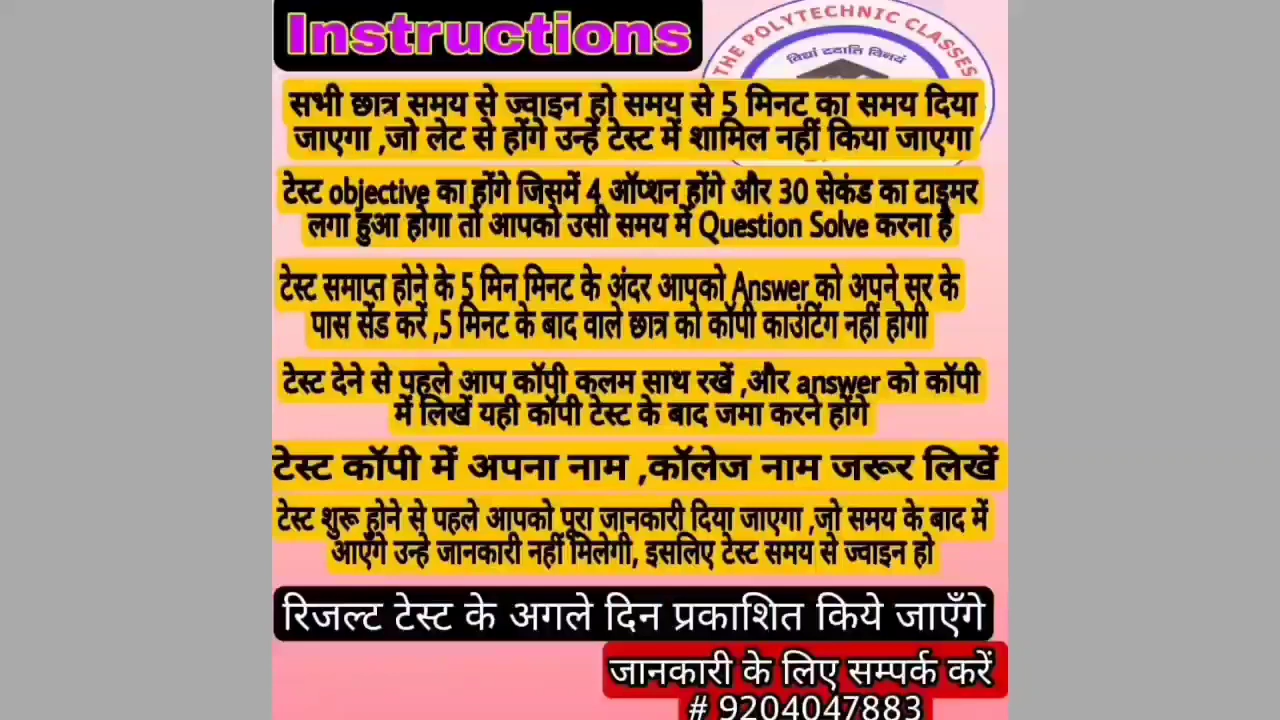 Instructions
THE POLYTECHNIC CLASSES
विद्यां ददाति विनयं
सभी छात्र समय से ज्वाइन हो समय से 5 मिनट का समय दिया
जाएगा ,जो लेट से होंगे उन्हें टेस्ट में शामिल नहीं किया जाएगा
टेस्ट objective का होंगे जिसमें 4 ऑप्शन होंगे और 30 सेकंड का टाइमर
लगा हुआ होगा तो आपको उसी समय में Question Solve करना है
टेस्ट समाप्त होने के 5 मिन मिनट के अंदर आपको Answer को अपने सर के
पास सेंड करें ,5 मिनट के बाद वाले छात्र को कॉपी काउंटिंग नहीं होगी
टेस्ट देने से पहले आप कॉपी कलम साथ रखें ,और answer को कॉपी
में लिखें यही कॉपी टेस्ट के बाद जमा करने होंगे
टेस्ट कॉपी में अपना नाम ,कॉलेज नाम जरूर लिखें
टेस्ट शुरू होने से पहले आपको पूरा जानकारी दिया जाएगा ,जो समय के बाद में
आएँगे उन्हे जानकारी नहीं मिलेगी, इसलिए टेस्ट समय से ज्वाइन हो
रिजल्ट टेस्ट के अगले दिन प्रकाशित किये जाएँगे
जानकारी के लिए सम्पर्क करें
# 9204047883